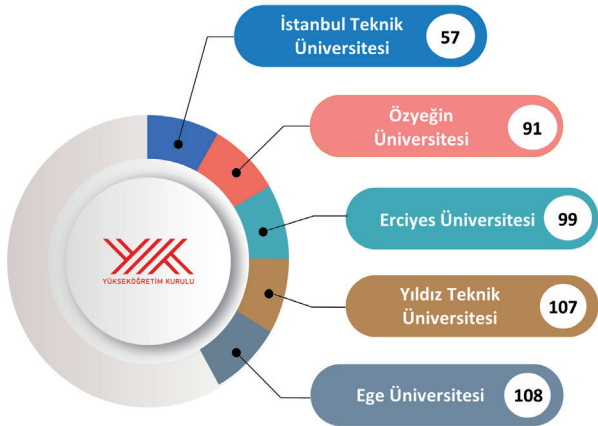 İstanbul Teknik
Üniversitesi
57
Özyeğin
Üniversitesi
91
Erciyes Üniversitesi
99
Yıldız Teknik
Üniversitesi
107
Ege Üniversitesi
108
YÜKSEKÖĞRETİM KURULU